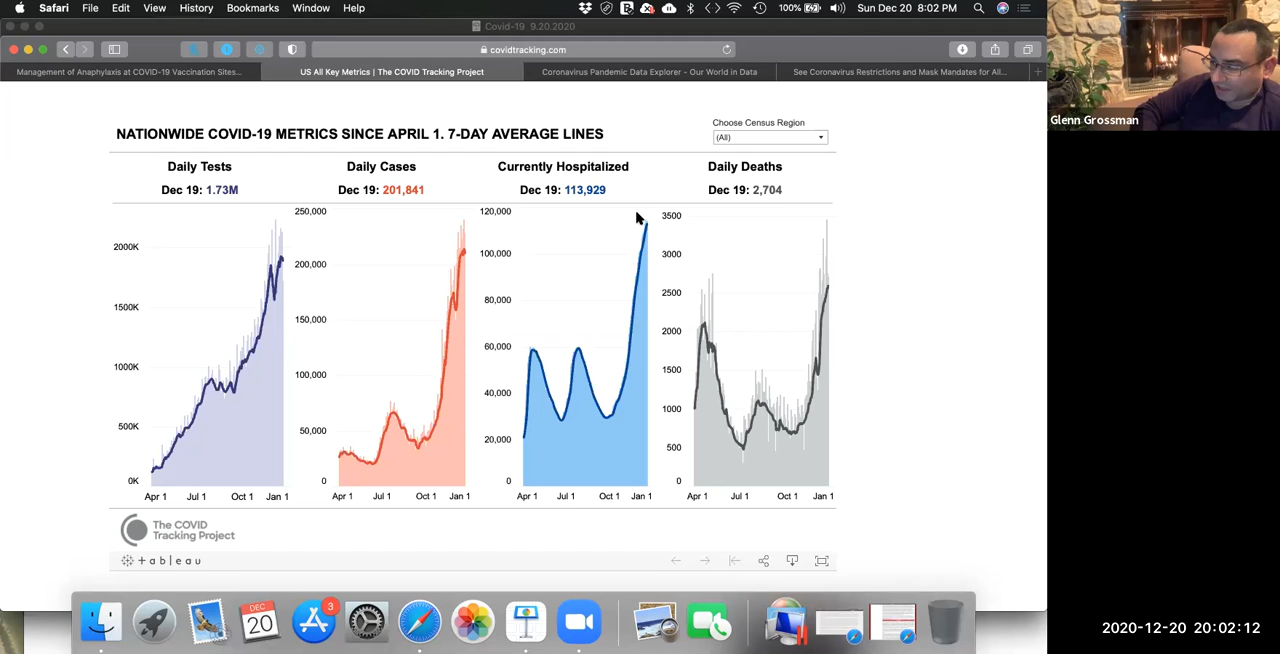 Safari File Edit View History Bookmarks Window Help 100% Sun Dec 20 8:02 PM
Covid-19 9.20.2020
covidtracking.com
Management of Anaphylaxis at COVID-19 Vaccination Sites...
US All Key Metrics | The COVID Tracking Project
Coronavirus Pandemic Data Explorer - Our World in Data
See Coronavirus Restrictions and Mask Mandates for All...
NATIONWIDE COVID-19 METRICS SINCE APRIL 1. 7-DAY AVERAGE LINES
Choose Census Region
(All)
Daily Tests
Dec 19: 1.73M
2000K
1500K
1000K
500K
0K
Apr 1 Jul 1 Oct 1 Jan 1
Daily Cases
Dec 19: 201,841
250,000
200,000
150,000
100,000
50,000
0
Apr 1 Jul 1 Oct 1 Jan 1
Currently Hospitalized
Dec 19: 113,929
120,000
100,000
80,000
60,000
40,000
20,000
0
Apr 1 Jul 1 Oct 1 Jan 1
Daily Deaths
Dec 19: 2,704
3500
3000
2500
2000
1500
1000
500
0
Apr 1 Jul 1 Oct 1 Jan 1
The COVID
Tracking Project
+ a b | e a u
DEC
20
3
Glenn Grossman
2020-12-20 20:02:12